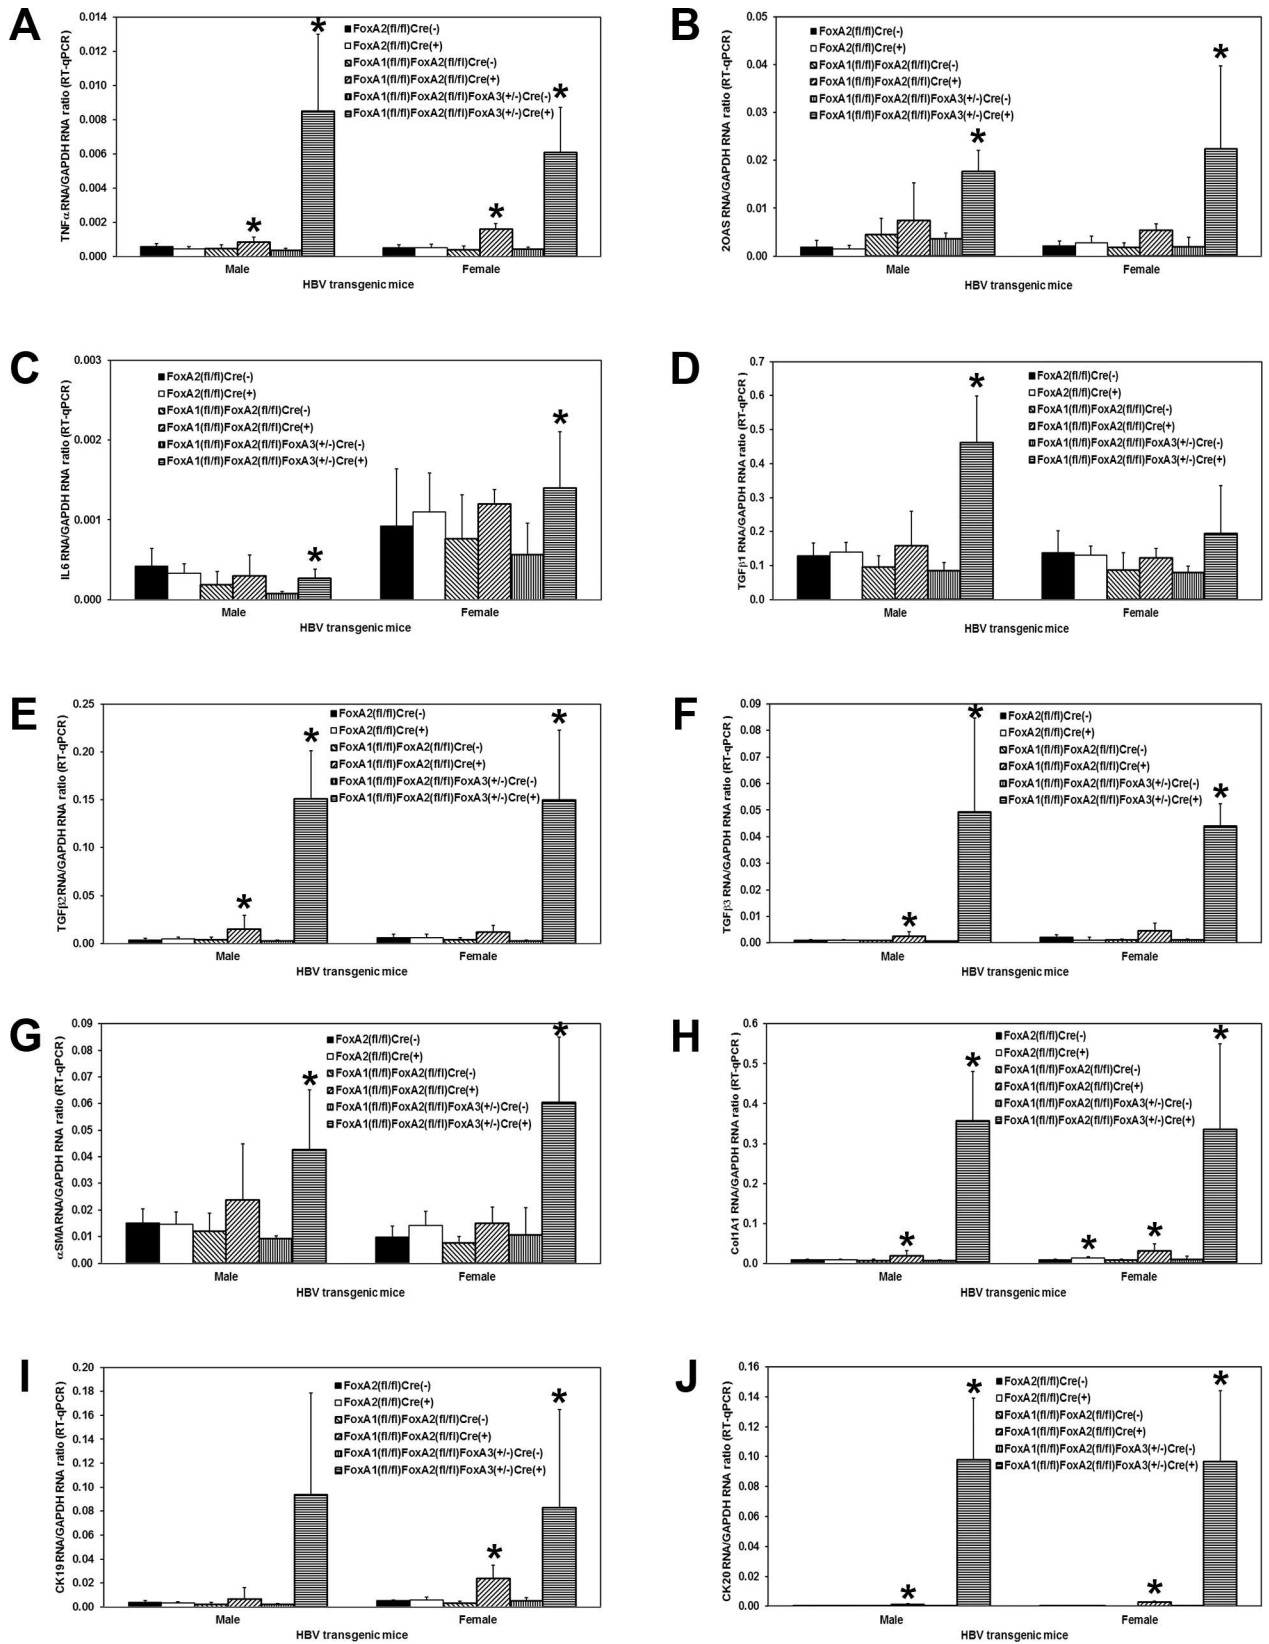 A
TNFα RNA/GAPDH RNA ratio (RT-qPCR)
0.014
0.012
0.010
0.008
0.006
0.004
0.002
0.000
FoxA2(fl/fl)Cre(-)
FoxA2(fl/fl)Cre(+)
FoxA1(fl/fl)FoxA2(fl/fl)Cre(-)
FoxA1(fl/fl)FoxA2(fl/fl)Cre(+)
FoxA1(fl/fl)FoxA2(fl/fl)FoxA3(+/-)Cre(-)
FoxA1(fl/fl)FoxA2(fl/fl)FoxA3(+/-)Cre(+)
*
*
*
*
Male
Female
HBV transgenic mice
B
2OAS RNA/GAPDH RNA ratio (RT-qPCR)
0.05
0.04
0.03
0.02
0.01
0.00
FoxA2(fl/fl)Cre(-)
FoxA2(fl/fl)Cre(+)
FoxA1(fl/fl)FoxA2(fl/fl)Cre(-)
FoxA1(fl/fl)FoxA2(fl/fl)Cre(+)
FoxA1(fl/fl)FoxA2(fl/fl)FoxA3(+/-)Cre(-)
FoxA1(fl/fl)FoxA2(fl/fl)FoxA3(+/-)Cre(+)
*
*
Male
Female
HBV transgenic mice
C
IL6 RNA/GAPDH RNA ratio (RT-qPCR)
0.003
0.002
0.001
0.000
FoxA2(fl/fl)Cre(-)
FoxA2(fl/fl)Cre(+)
FoxA1(fl/fl)FoxA2(fl/fl)Cre(-)
FoxA1(fl/fl)FoxA2(fl/fl)Cre(+)
FoxA1(fl/fl)FoxA2(fl/fl)FoxA3(+/-)Cre(-)
FoxA1(fl/fl)FoxA2(fl/fl)FoxA3(+/-)Cre(+)
*
*
Male
Female
HBV transgenic mice
D
TGFβ1 RNA/GAPDH RNA ratio (RT-qPCR )
0.7
0.6
0.5
0.4
0.3
0.2
0.1
0.0
FoxA2(fl/fl)Cre(-)
FoxA2(fl/fl)Cre(+)
FoxA1(fl/fl)FoxA2(fl/fl)Cre(-)
FoxA1(fl/fl)FoxA2(fl/fl)Cre(+)
FoxA1(fl/fl)FoxA2(fl/fl)FoxA3(+/-)Cre(-)
FoxA1(fl/fl)FoxA2(fl/fl)FoxA3(+/-)Cre(+)
*
Male
Female
HBV transgenic mice
E
TGFβ2RNA/GAPDH RNA ratio (RT-qPCR)
0.25
0.20
0.15
0.10
0.05
0.00
FoxA2(fl/fl)Cre(-)
FoxA2(fl/fl)Cre(+)
FoxA1(fl/fl)FoxA2(fl/fl)Cre(-)
FoxA1(fl/fl)FoxA2(fl/fl)Cre(+)
FoxA1(fl/fl)FoxA2(fl/fl)FoxA3(+/-)Cre(-)
FoxA1(fl/fl)FoxA2(fl/fl)FoxA3(+/-)Cre(+)
*
*
*
Male
Female
HBV transgenic mice
F
TGFβ3 RNA/GAPDH RNA ratio (RT-qPCR )
0.09
0.08
0.07
0.06
0.05
0.04
0.03
0.02
0.01
0.00
FoxA2(fl/fl)Cre(-)
FoxA2(fl/fl)Cre(+)
FoxA1(fl/fl)FoxA2(fl/fl)Cre(-)
FoxA1(fl/fl)FoxA2(fl/fl)Cre(+)
FoxA1(fl/fl)FoxA2(fl/fl)FoxA3(+/-)Cre(-)
FoxA1(fl/fl)FoxA2(fl/fl)FoxA3(+/-)Cre(+)
*
*
*
Male
Female
HBV transgenic mice
G
αSMARNA/GAPDH RNA ratio (RT-qPCR)
0.09
0.08
0.07
0.06
0.05
0.04
0.03
0.02
0.01
0.00
FoxA2(fl/fl)Cre(-)
FoxA2(fl/fl)Cre(+)
FoxA1(fl/fl)FoxA2(fl/fl)Cre(-)
FoxA1(fl/fl)FoxA2(fl/fl)Cre(+)
FoxA1(fl/fl)FoxA2(fl/fl)FoxA3(+/-)Cre(-)
FoxA1(fl/fl)FoxA2(fl/fl)FoxA3(+/-)Cre(+)
*
*
Male
Female
HBV transgenic mice
H
Col1A1 RNA/GAPDH RNA ratio (RT-qPCR )
0.6
0.5
0.4
0.3
0.2
0.1
0.0
FoxA2(fl/fl)Cre(-)
FoxA2(fl/fl)Cre(+)
FoxA1(fl/fl)FoxA2(fl/fl)Cre(-)
FoxA1(fl/fl)FoxA2(fl/fl)Cre(+)
FoxA1(fl/fl)FoxA2(fl/fl)FoxA3(+/-)Cre(-)
FoxA1(fl/fl)FoxA2(fl/fl)FoxA3(+/-)Cre(+)
*
*
*
*
*
Male
Female
HBV transgenic mice
I
CK19 RNA/GAPDH RNA ratio (RT-qPCR)
0.20
0.18
0.16
0.14
0.12
0.10
0.08
0.06
0.04
0.02
0.00
FoxA2(fl/fl)Cre(-)
FoxA2(fl/fl)Cre(+)
FoxA1(fl/fl)FoxA2(fl/fl)Cre(-)
FoxA1(fl/fl)FoxA2(fl/fl)Cre(+)
FoxA1(fl/fl)FoxA2(fl/fl)FoxA3(+/-)Cre(-)
FoxA1(fl/fl)FoxA2(fl/fl)FoxA3(+/-)Cre(+)
*
*
Male
Female
HBV transgenic mice
J
CK20 RNA/GAPDH RNA ratio (RT-qPCR)
0.16
0.14
0.12
0.10
0.08
0.06
0.04
0.02
0.00
FoxA2(fl/fl)Cre(-)
FoxA2(fl/fl)Cre(+)
FoxA1(fl/fl)FoxA2(fl/fl)Cre(-)
FoxA1(fl/fl)FoxA2(fl/fl)Cre(+)
FoxA1(fl/fl)FoxA2(fl/fl)FoxA3(+/-)Cre(-)
FoxA1(fl/fl)FoxA2(fl/fl)FoxA3(+/-)Cre(+)
*
*
*
*
Male
Female
HBV transgenic mice